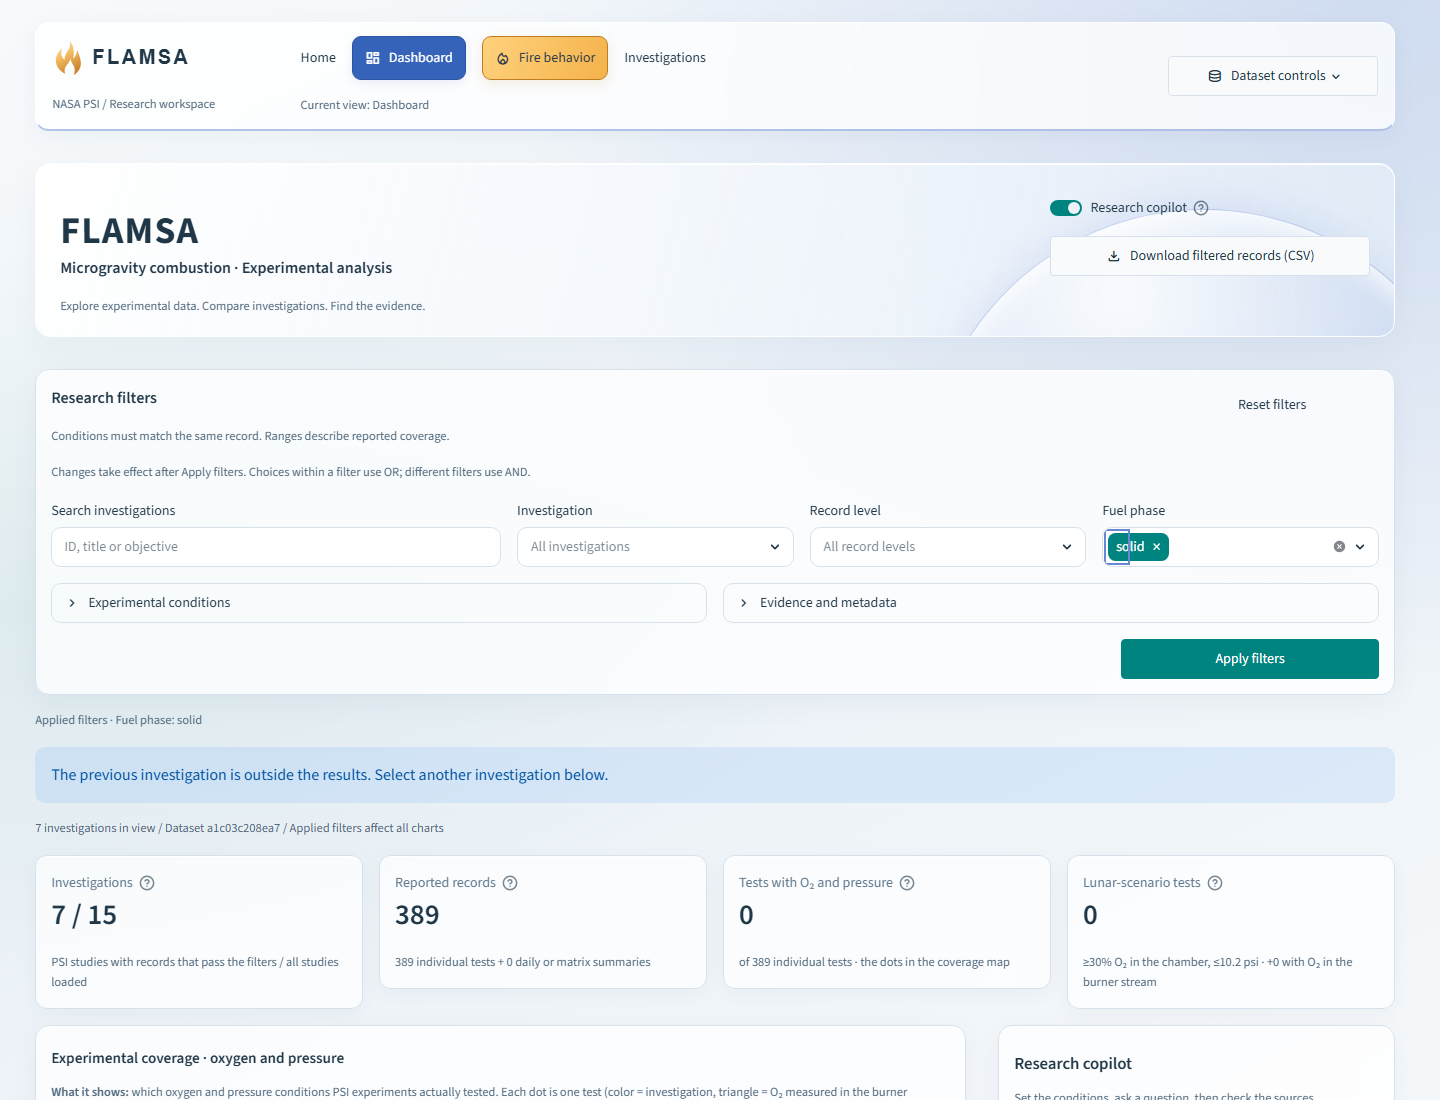 FLAMSA
NASA PSI / Research workspace
Home
Dashboard
Fire behavior
Investigations
Current view: Dashboard
Dataset controls
FLAMSA
Microgravity combustion · Experimental analysis
Explore experimental data. Compare investigations. Find the evidence.
Research copilot
Download filtered records (CSV)
Research filters
Reset filters
Conditions must match the same record. Ranges describe reported coverage.
Changes take effect after Apply filters. Choices within a filter use OR; different filters use AND.
Search investigations
Investigation
Record level
Fuel phase
ID, title or objective
All investigations
All record levels
solid
Experimental conditions
Evidence and metadata
Apply filters
Applied filters · Fuel phase: solid
The previous investigation is outside the results. Select another investigation below.
7 investigations in view / Dataset a1c03c208ea7 / Applied filters affect all charts
Investigations
7 / 15
PSI studies with records that pass the filters / all studies
loaded
Reported records
389
389 individual tests + 0 daily or matrix summaries
Tests with O₂ and pressure
0
of 389 individual tests · the dots in the coverage map
Lunar-scenario tests
0
≥30% O₂ in the chamber, ≤10.2 psi · +0 with O₂ in the
burner stream
Experimental coverage · oxygen and pressure
What it shows: which oxygen and pressure conditions PSI experiments actually tested. Each dot is one test (color = investigation, triangle = O₂ measured in the burner
Research copilot
Set the conditions, ask a question, then check the sources.